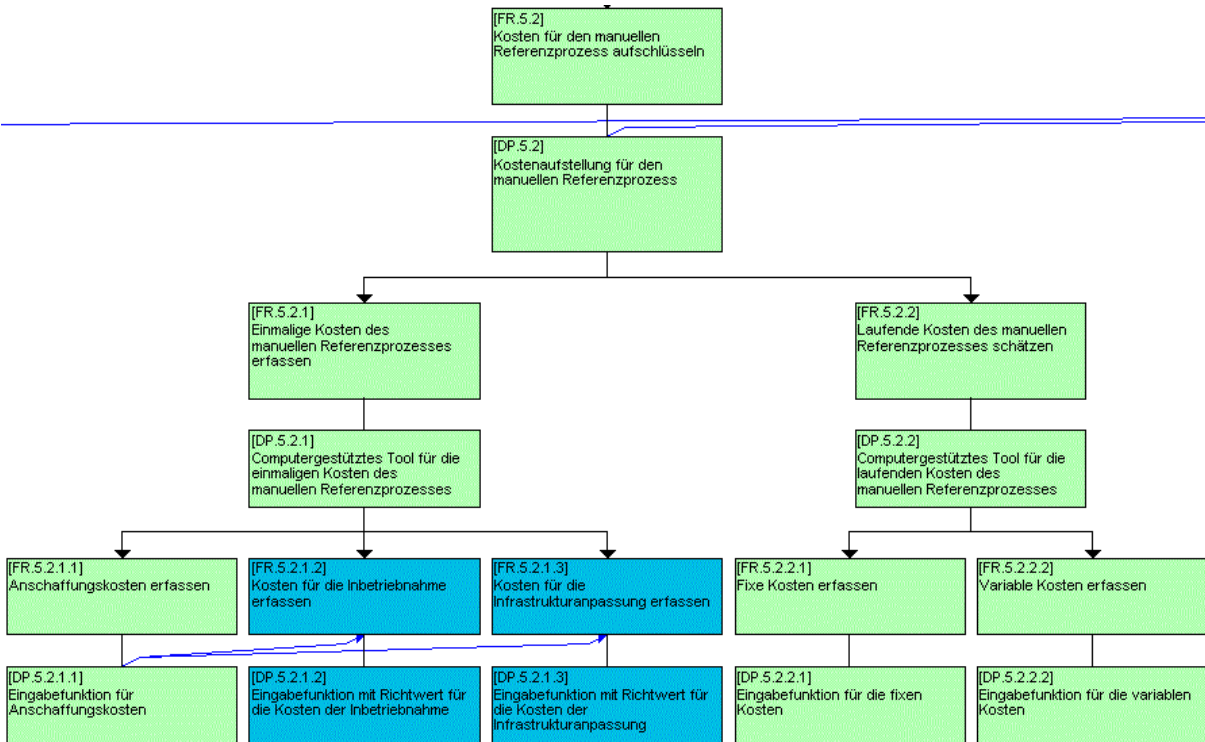 [FR.5.2]
Kosten für den manuellen
Referenzprozess aufschlüsseln
[DP.5.2]
Kostenaufstellung für den
manuellen Referenzprozess
[FR.5.2.1]
Einmalige Kosten des
manuellen Referenzprozesses
erfassen
[FR.5.2.2]
Laufende Kosten des manuellen
Referenzprozesses schätzen
[DP.5.2.1]
Computergestütztes Tool für die
einmaligen Kosten des
manuellen Referenzprozesses
[DP.5.2.2]
Computergestütztes Tool für die
laufenden Kosten des
manuellen Referenzprozesses
[FR.5.2.1.1]
Anschaffungskosten erfassen
[FR.5.2.1.2]
Kosten für die Inbetriebnahme
erfassen
[FR.5.2.1.3]
Kosten für die
Infrastrukturanpassung erfassen
[FR.5.2.2.1]
Fixe Kosten erfassen
[FR.5.2.2.2]
Variable Kosten erfassen
[DP.5.2.1.1]
Eingabefunktion für
Anschaffungskosten
[DP.5.2.1.2]
Eingabefunktion mit Richtwert für
die Kosten der Inbetriebnahme
[DP.5.2.1.3]
Eingabefunktion mit Richtwert für
die Kosten der
Infrastrukturanpassung
[DP.5.2.2.1]
Eingabefunktion für die fixen
Kosten
[DP.5.2.2.2]
Eingabefunktion für die variablen
Kosten